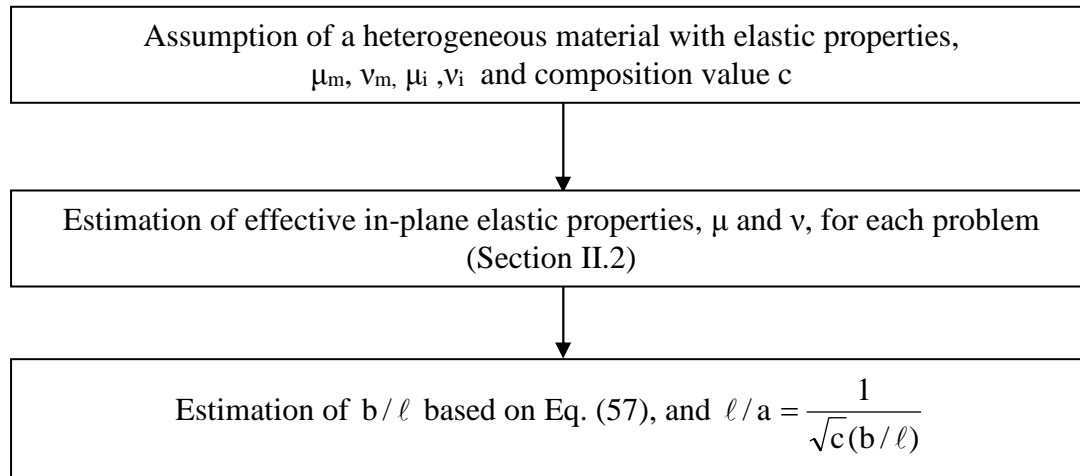 Assumption of a heterogeneous material with elastic properties,
μm, νm, μi ,νi and composition value c
Estimation of effective in-plane elastic properties, μ and ν, for each problem
(Section II.2)
Estimation of b/ℓ based on Eq. (57), and ℓ/a = 1/(√c(b/ℓ))